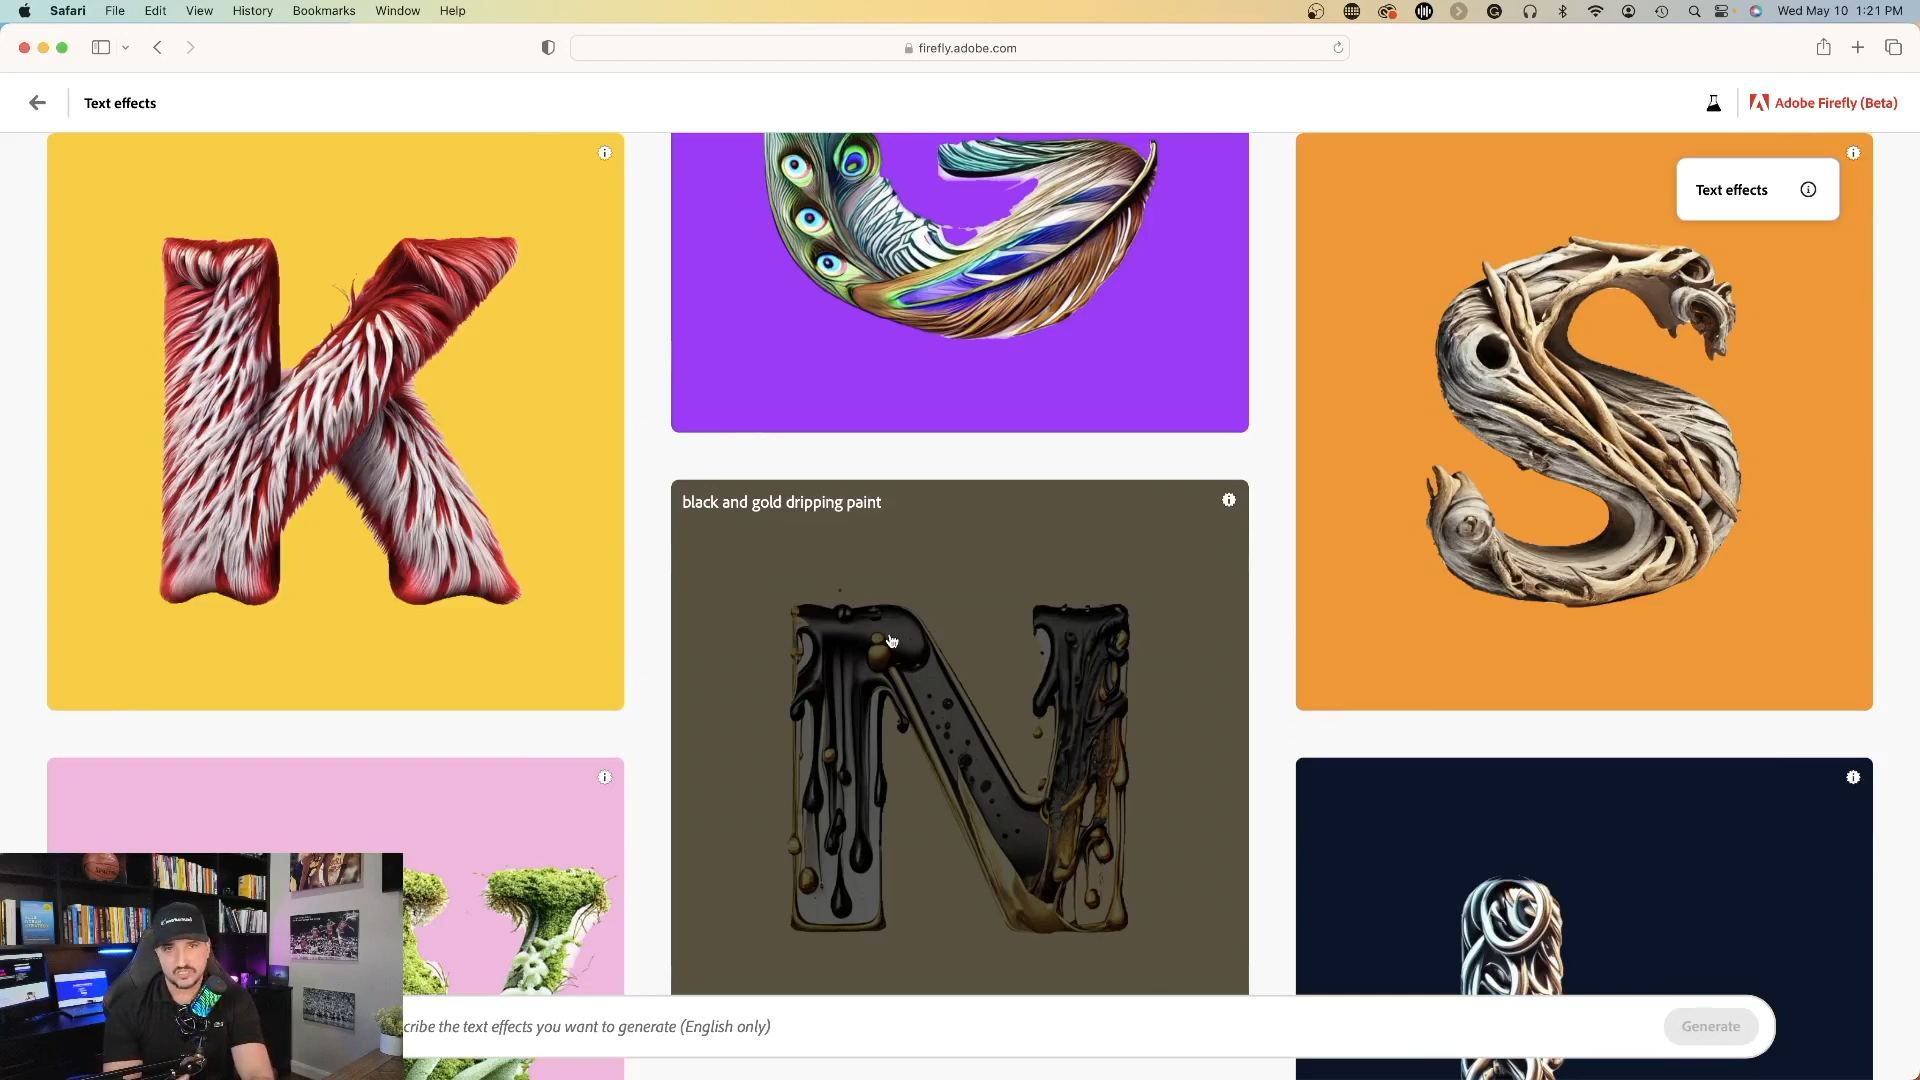 Safari File Edit View History Bookmarks Window Help Wed May 10 1:21 PM
firefly.adobe.com
Text effects Adobe Firefly (Beta)
Text effects
K
S
black and gold dripping paint
N
cribe the text effects you want to generate (English only) Generate